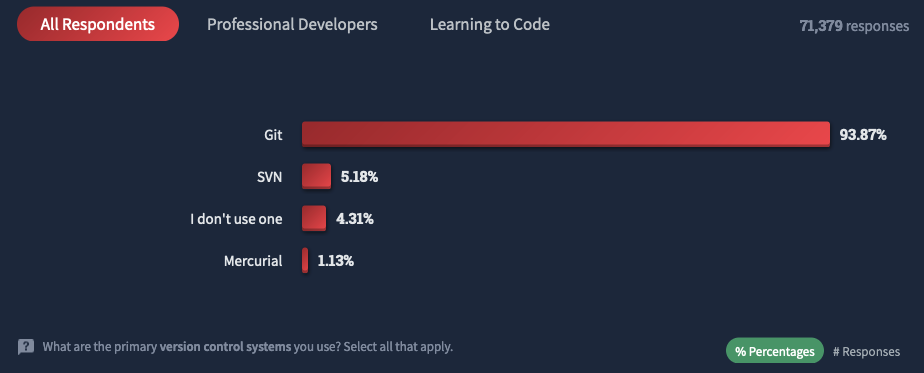 All Respondents Professional Developers Learning to Code 71,379 responses
Git 93.87%
SVN 5.18%
I don't use one 4.31%
Mercurial 1.13%
? What are the primary version control systems you use? Select all that apply.
% Percentages # Responses